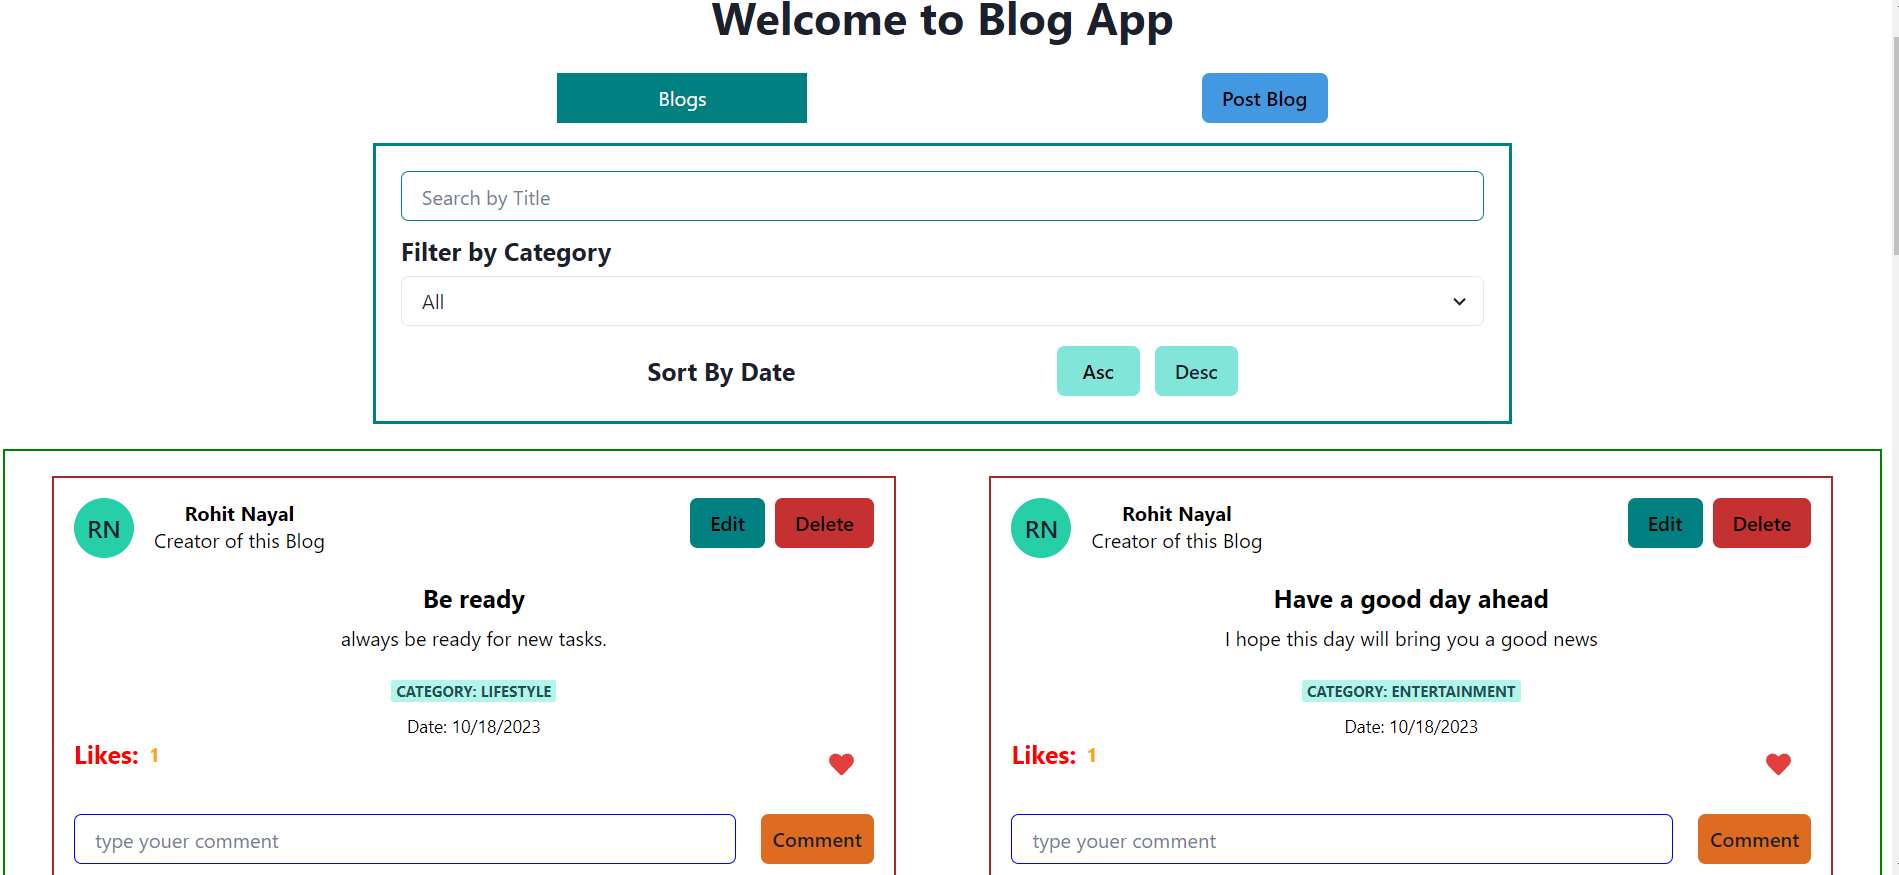 Welcome to Blog App
Blogs
Post Blog
Search by Title
Filter by Category
All
Sort By Date
Asc
Desc
RN
Rohit Nayal
Creator of this Blog
Edit
Delete
Be ready
always be ready for new tasks.
CATEGORY: LIFESTYLE
Date: 10/18/2023
Likes: 1
type youer comment
Comment
RN
Rohit Nayal
Creator of this Blog
Edit
Delete
Have a good day ahead
I hope this day will bring you a good news
CATEGORY: ENTERTAINMENT
Date: 10/18/2023
Likes: 1
type youer comment
Comment